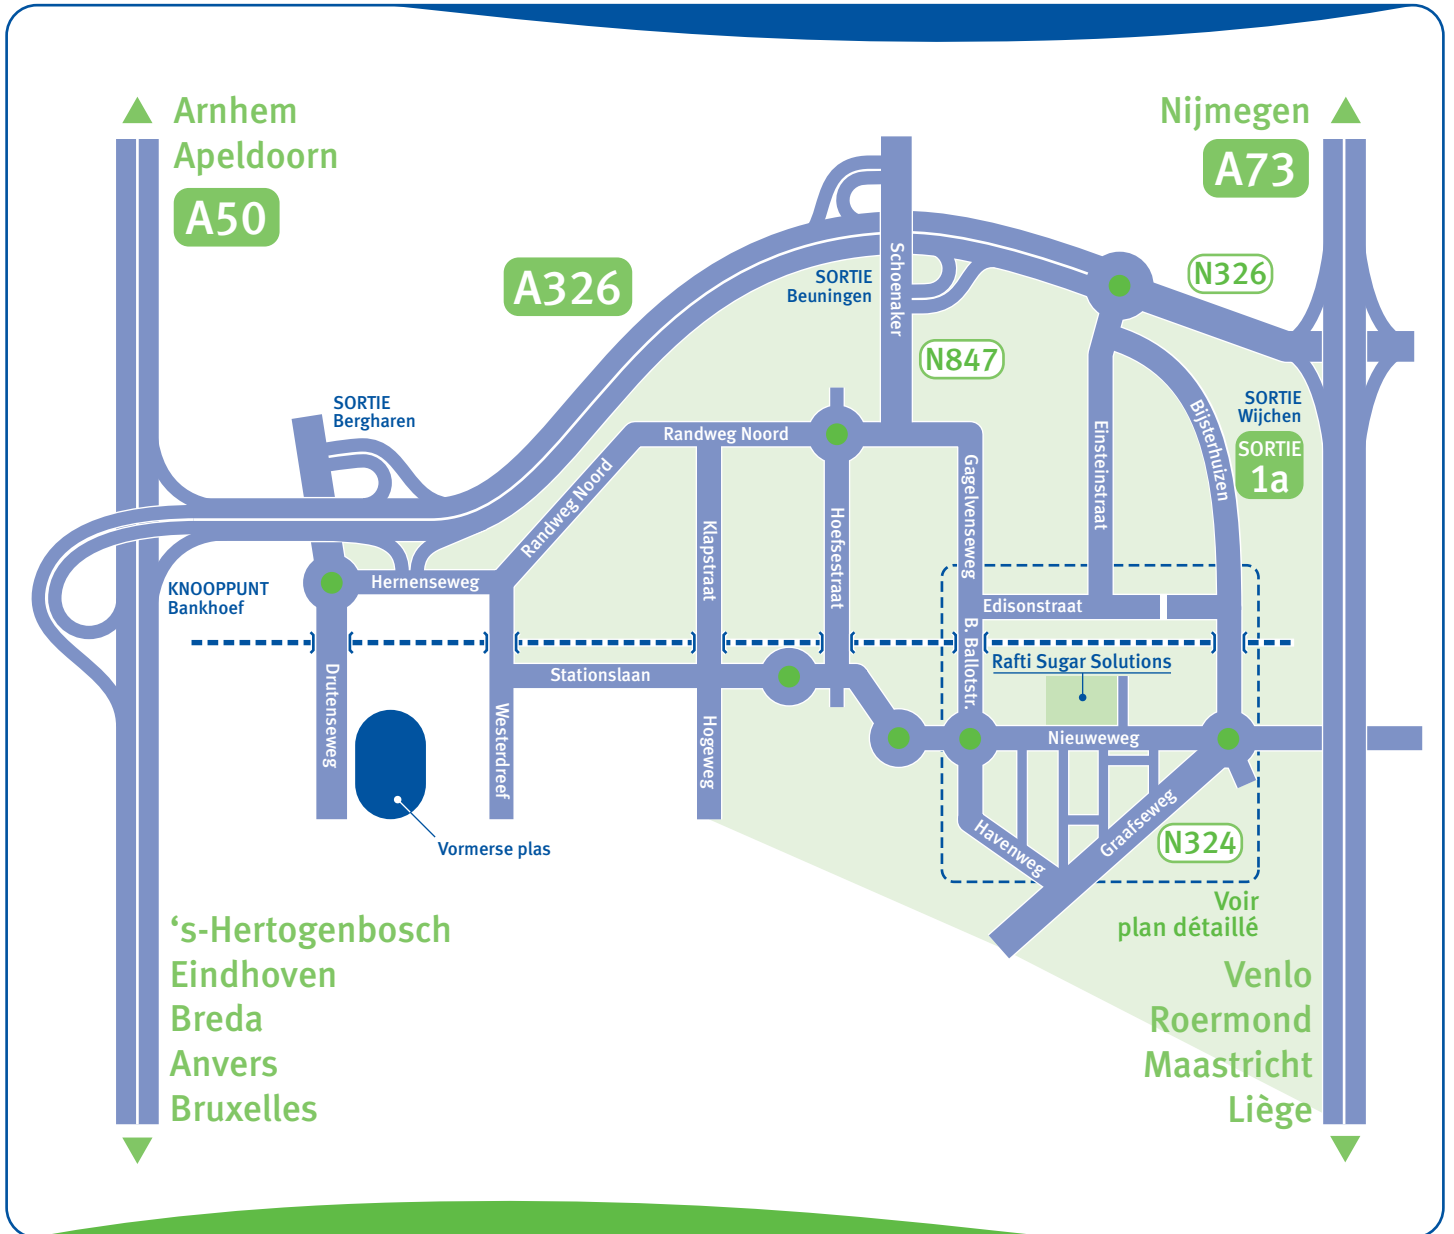 Arnhem
Apeldoorn
A50
Nijmegen
A73
A326
N326
SORTIE
Beuningen
Schoenaker
N847
SORTIE
Bergharen
SORTIE
Wijchen
SORTIE
1a
Randweg Noord
Randweg Noord
Gagelvenseweg
Einsteinstraat
Bijsterhuizen
Klapstraat
Hoefsestraat
Hernenseweg
KNOOPPUNT
Bankhoef
Edisonstraat
B. Ballotstr.
Rafti Sugar Solutions
Drutenseweg
Stationslaan
Westerdreef
Hogeweg
Nieuweweg
Havenweg
Graafseweg
N324
Vormerse plas
Voir
plan détaillé
‘s-Hertogenbosch
Eindhoven
Breda
Anvers
Bruxelles
Venlo
Roermond
Maastricht
Liège